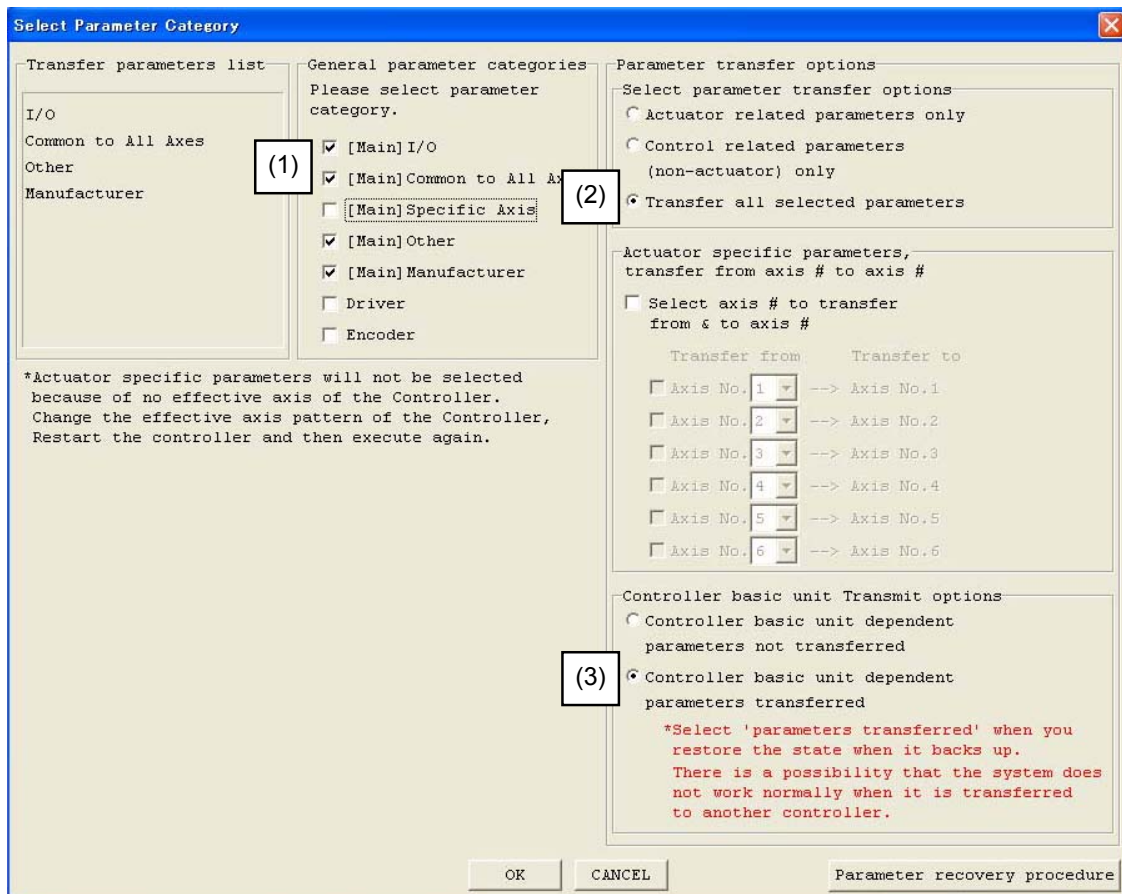 Select Parameter Category
Transfer parameters list
I/O
Common to All Axes
Other
Manufacturer
General parameter categories
Please select parameter
category.
(1)
[Main]I/O
[Main]Common to All Ax
[Main]Specific Axis
[Main]Other
[Main]Manufacturer
Driver
Encoder
*Actuator specific parameters will not be selected
because of no effective axis of the Controller.
Change the effective axis pattern of the Controller,
Restart the controller and then execute again.
Parameter transfer options
Select parameter transfer options
Actuator related parameters only
Control related parameters
(non-actuator) only
(2)
Transfer all selected parameters
Actuator specific parameters,
transfer from axis # to axis #
Select axis # to transfer
from & to axis #
Transfer from Transfer to
Axis No. 1 --> Axis No.1
Axis No. 2 --> Axis No.2
Axis No. 3 --> Axis No.3
Axis No. 4 --> Axis No.4
Axis No. 5 --> Axis No.5
Axis No. 6 --> Axis No.6
Controller basic unit Transmit options
Controller basic unit dependent
parameters not transferred
(3)
Controller basic unit dependent
parameters transferred
*Select 'parameters transferred' when you
restore the state when it backs up.
There is a possibility that the system does
not work normally when it is transferred
to another controller.
OK CANCEL Parameter recovery procedure